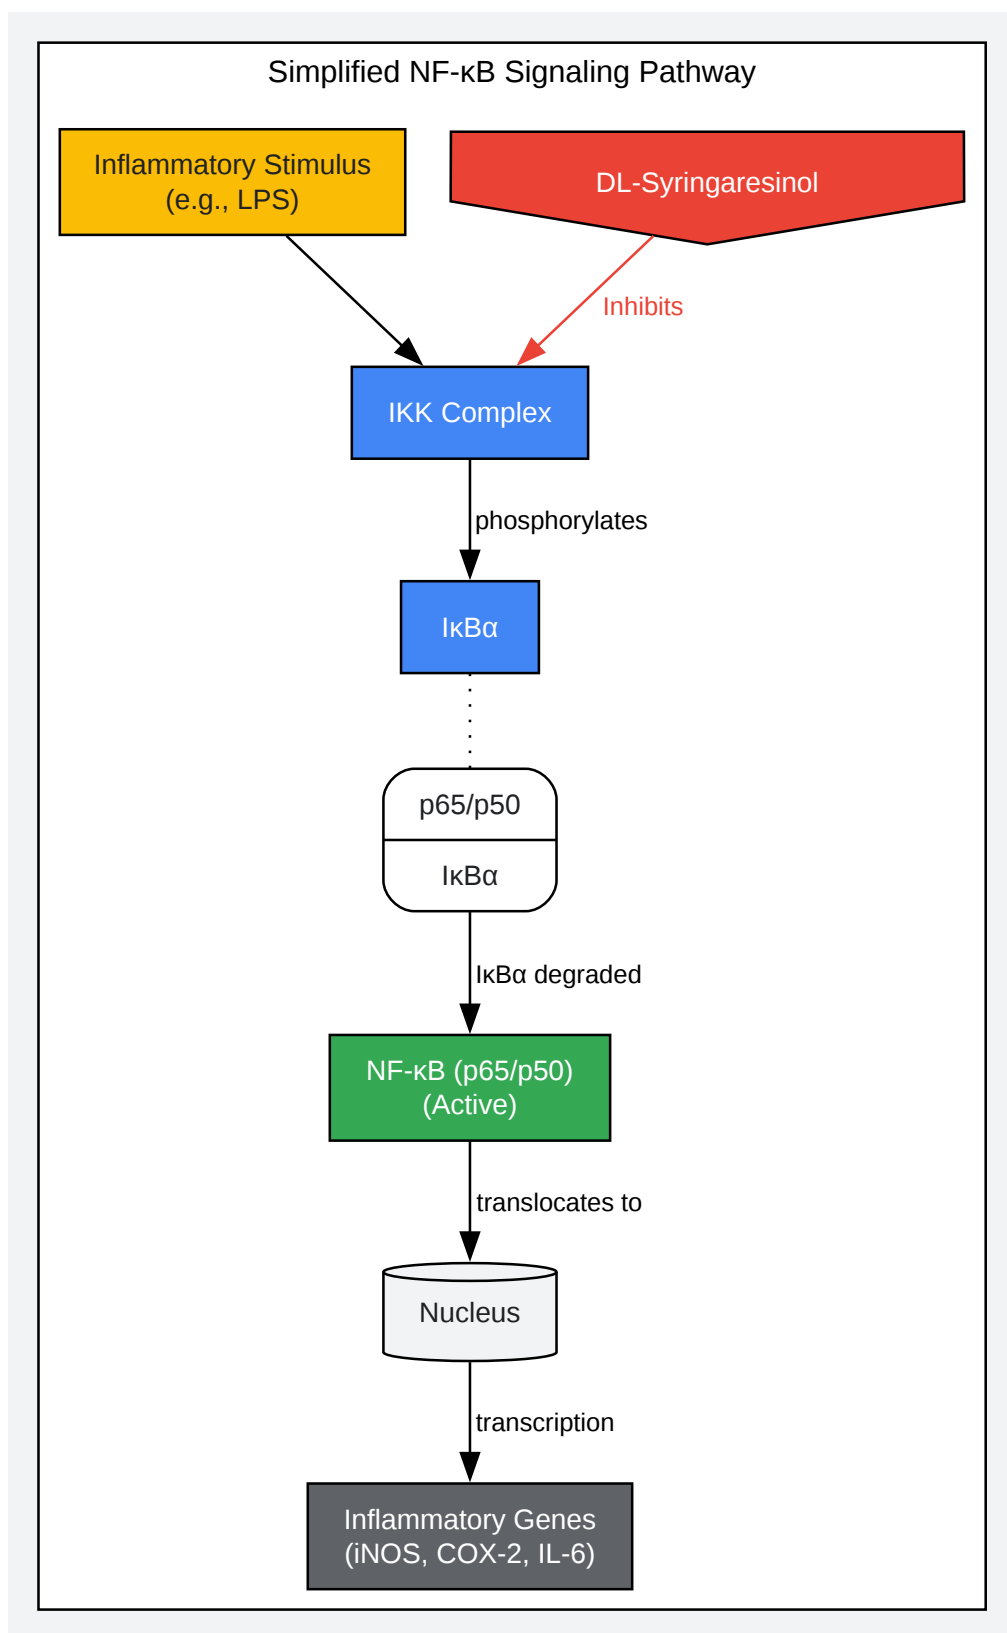 Simplified NF-κB Signaling Pathway
Inflammatory Stimulus
(e.g., LPS)
DL-Syringaresinol
Inhibits
IKK Complex
phosphorylates
IκBα
p65/p50
IκBα
IκBα degraded
NF-κB (p65/p50)
(Active)
translocates to
Nucleus
transcription
Inflammatory Genes
(iNOS, COX-2, IL-6)